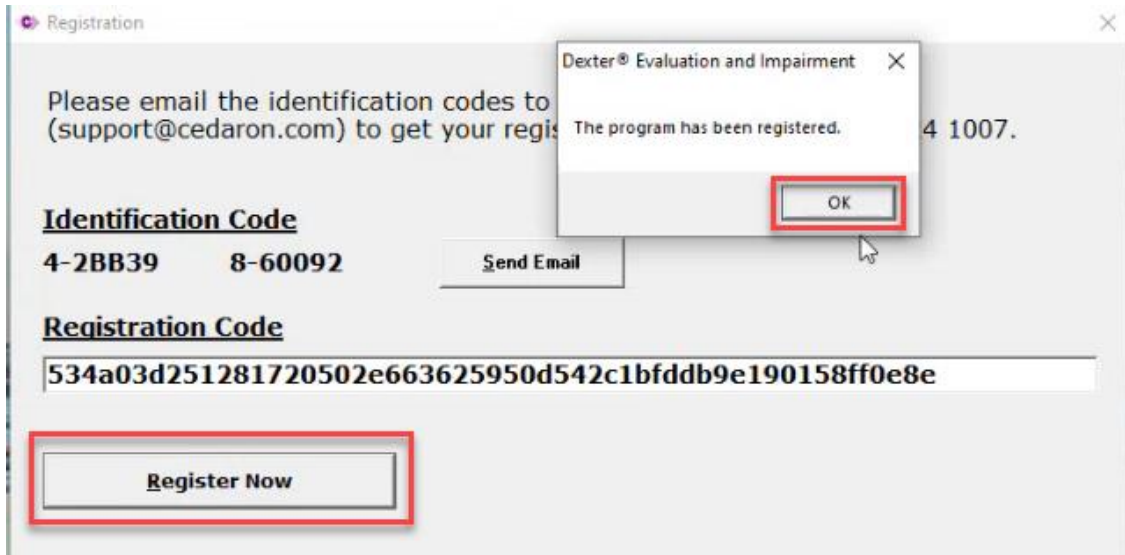 Registration
Please email the identification codes to
(support@cedaron.com) to get your regis
4 1007.
Dexter® Evaluation and Impairment
The program has been registered.
OK
Identification Code
4-2BB39 8-60092
Send Email
Registration Code
534a03d251281720502e663625950d542c1bfddb9e190158ff0e8e
Register Now